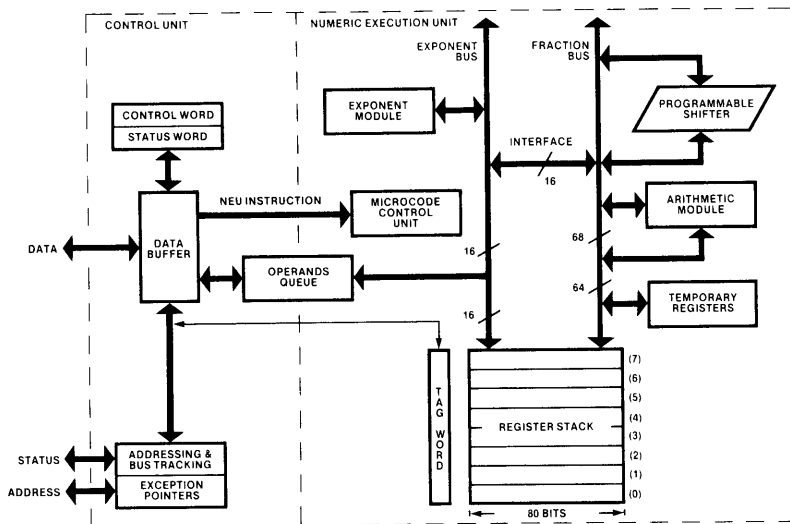 CONTROL UNIT
NUMERIC EXECUTION UNIT
EXPONENT
BUS
FRACTION
BUS
EXPONENT
MODULE
PROGRAMMABLE
SHIFTER
CONTROL WORD
STATUS WORD
INTERFACE
16
NEU INSTRUCTION
MICROCODE
CONTROL
UNIT
ARITHMETIC
MODULE
DATA
DATA
BUFFER
68
16
OPERANDS
QUEUE
64
TEMPORARY
REGISTERS
16
TAG WORD
REGISTER STACK
(7)
(6)
(5)
(4)
(3)
(2)
(1)
(0)
STATUS
ADDRESSING &
BUS TRACKING
ADDRESS
EXCEPTION
POINTERS
80 BITS